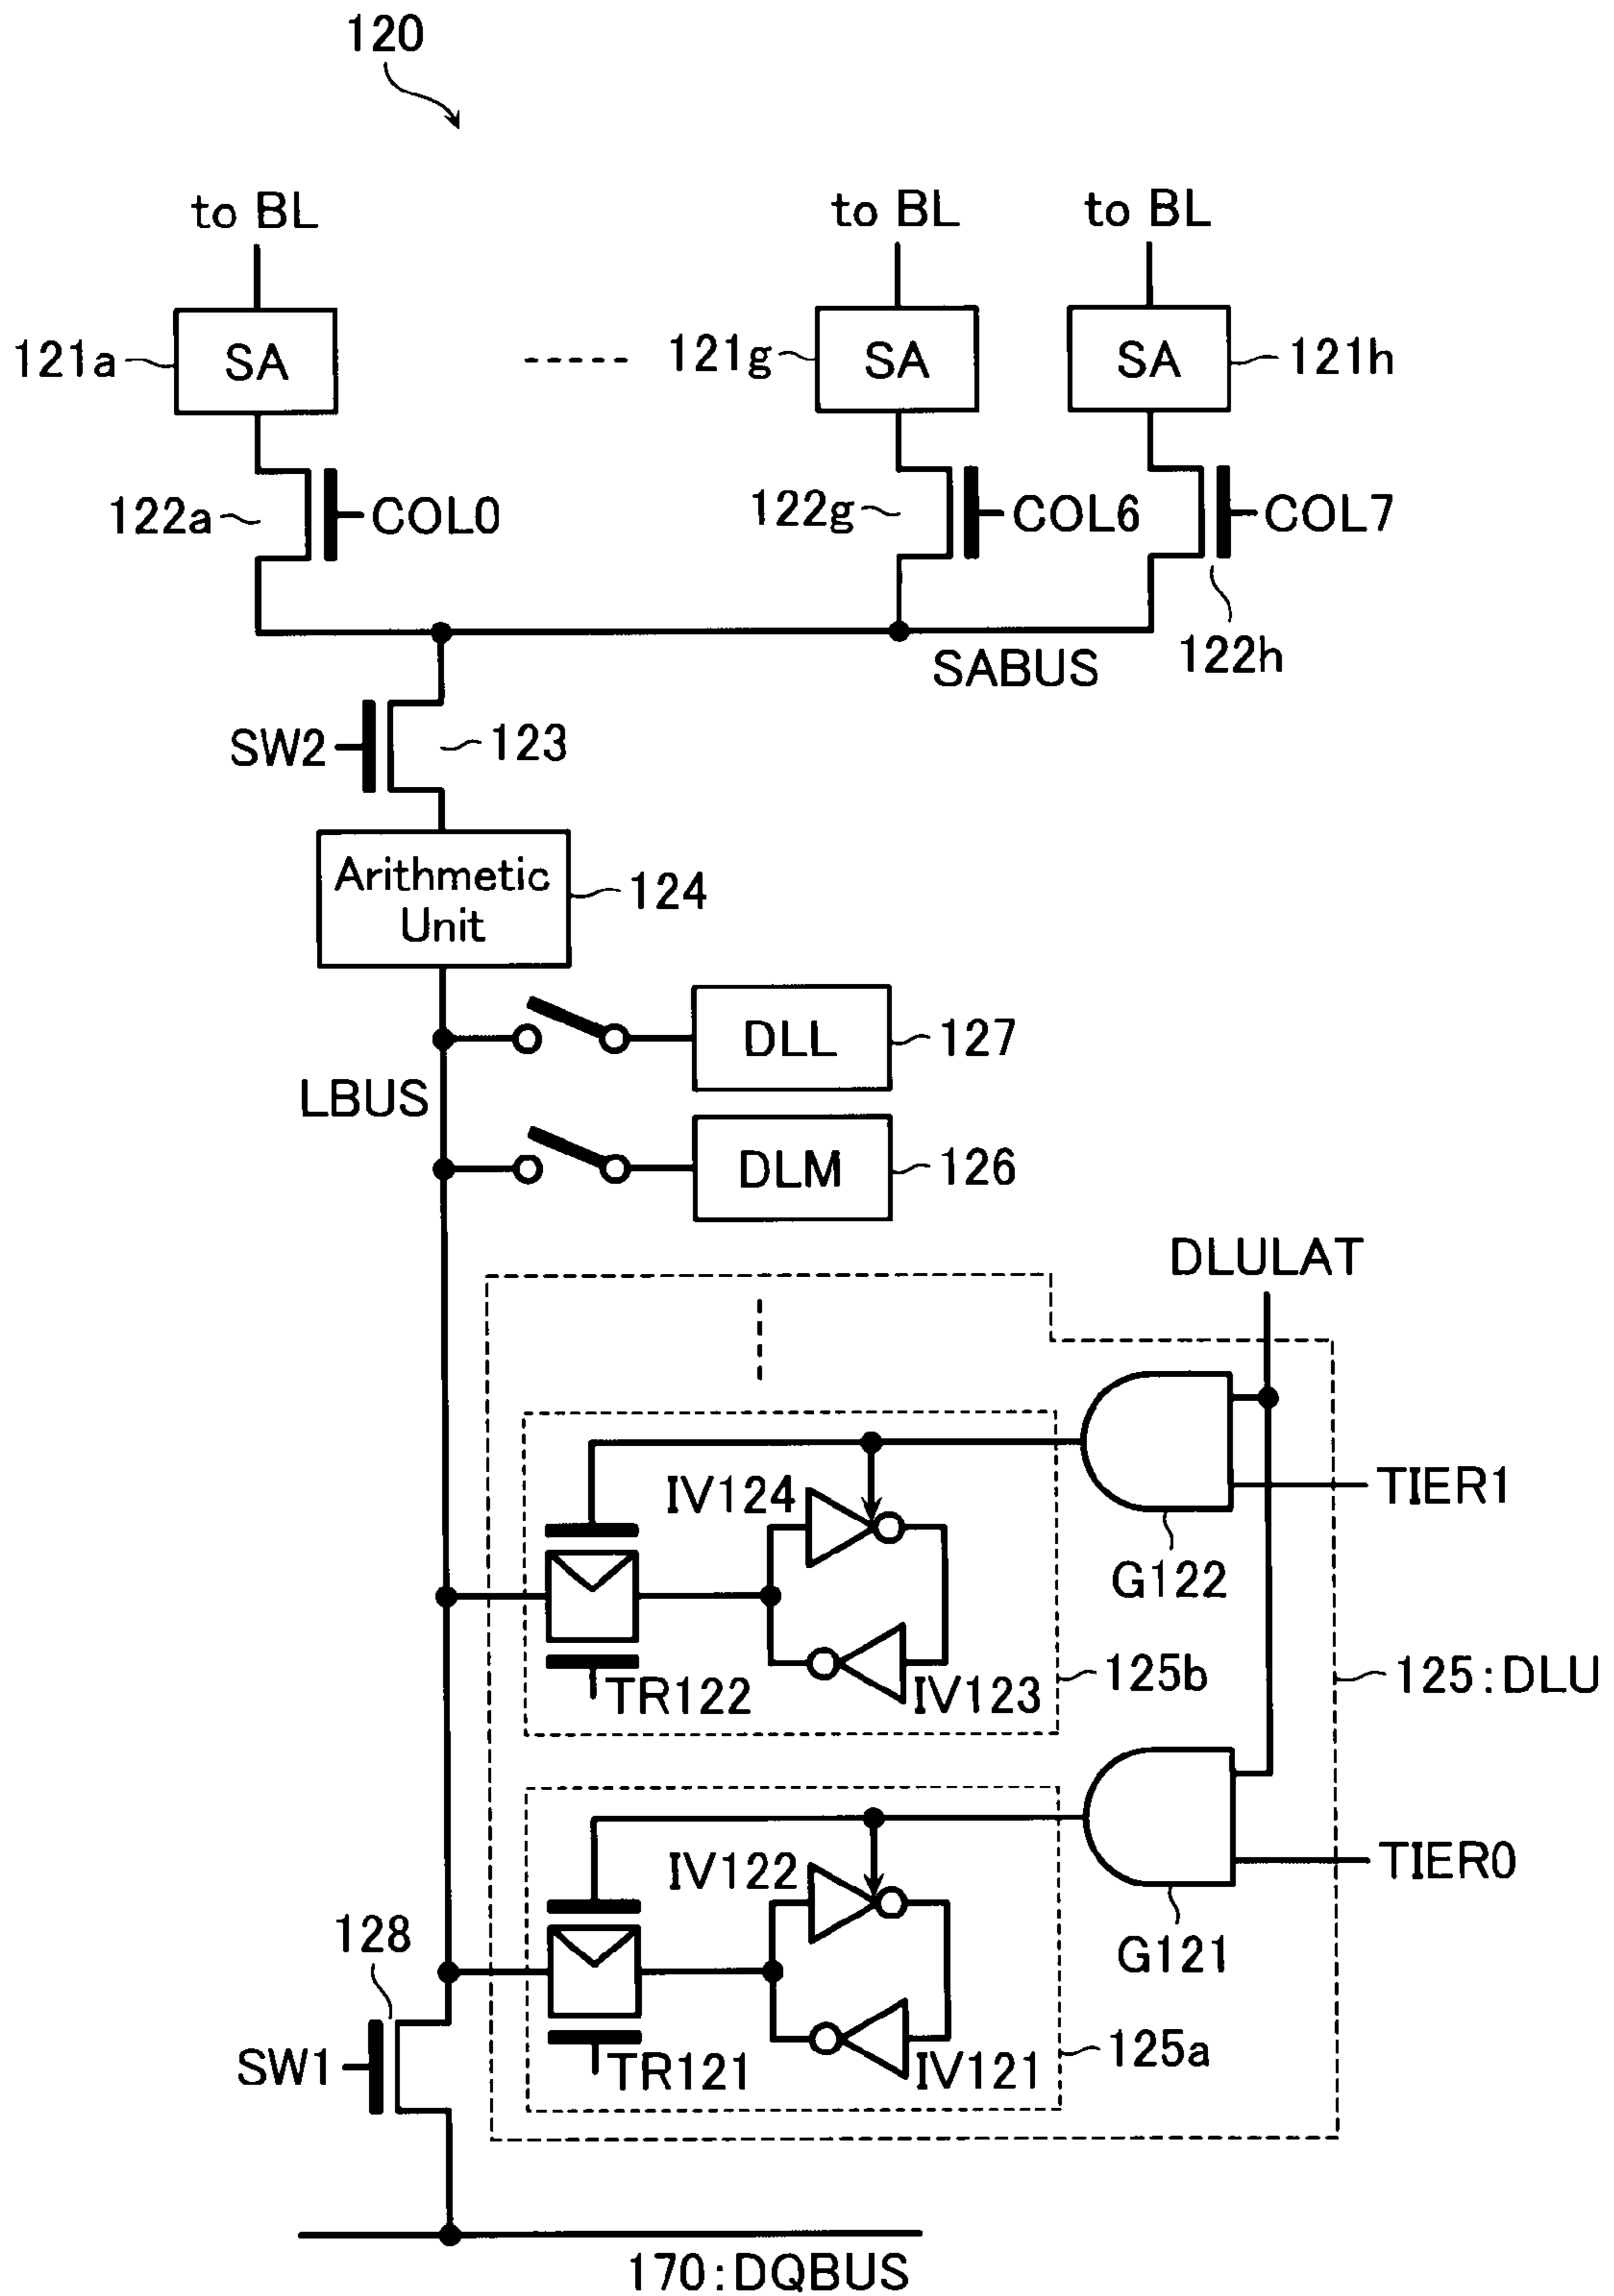 120
to BL
to BL
to BL
121a
SA
121g
SA
SA
121h
122a
COL0
122g
COL6
COL7
122h
SABUS
SW2
123
Arithmetic
Unit
124
DLL
127
LBUS
DLM
126
DLULAT
IV124
TIER1
G122
TR122
IV123
125b
125:DLU
IV122
TIER0
128
G121
SW1
TR121
IV121
125a
170:DQBUS